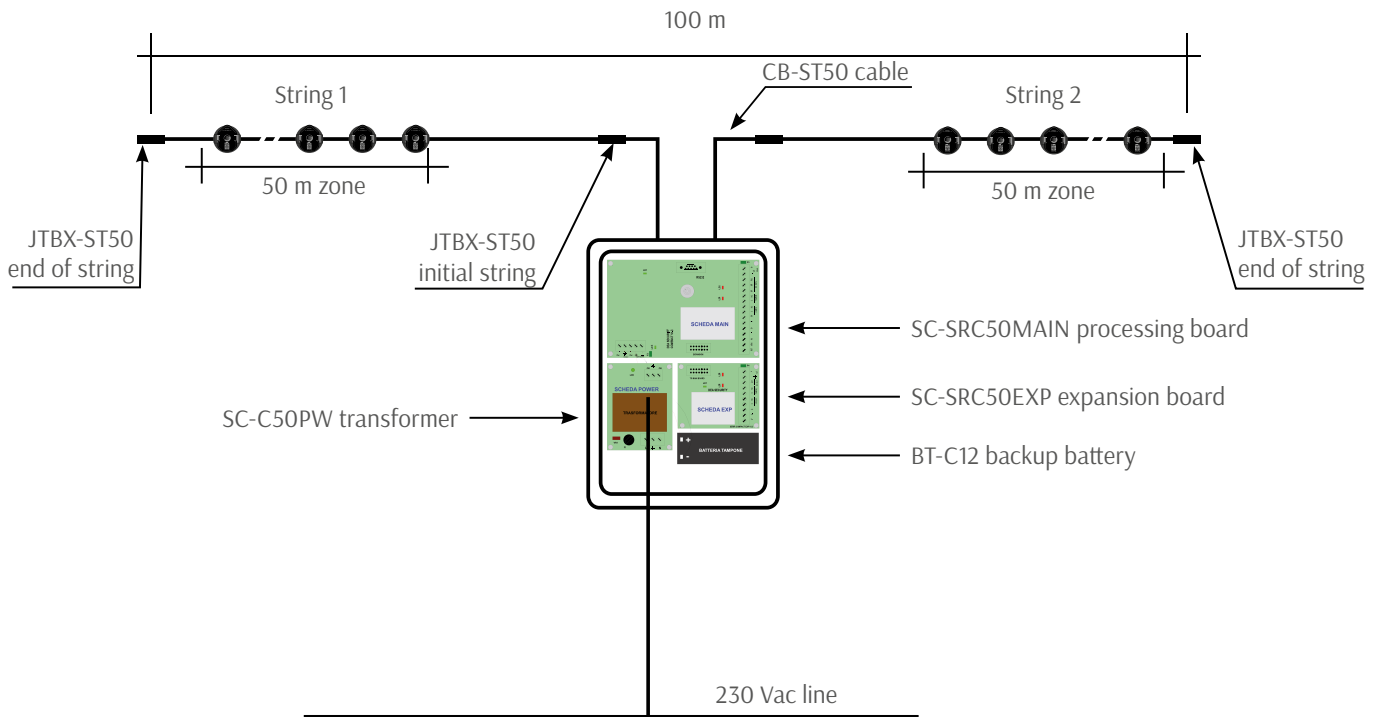 100 m
CB-ST50 cable
String 1
String 2
50 m zone
50 m zone
JTBX-ST50
end of string
JTBX-ST50
initial string
JTBX-ST50
end of string
SCHEDA MAIN
SC-SRC50MAIN processing board
SCHEDA POWER
TRASFORMATORE
SCHEDA EXP
SC-SRC50EXP expansion board
SC-C50PW transformer
BATTERIA TAMPONE
BT-C12 backup battery
230 Vac line